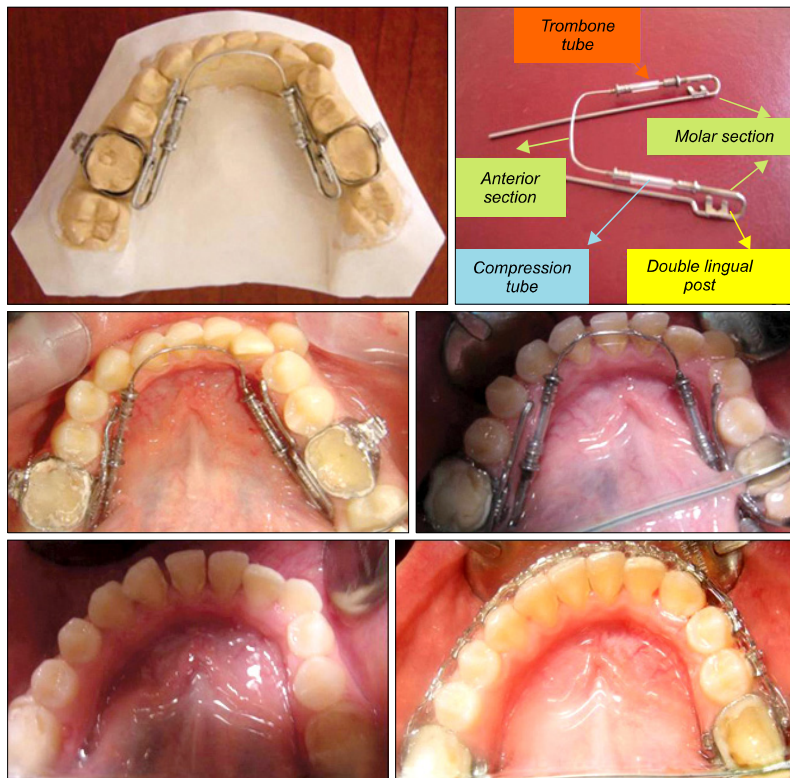 Trombone
tube
Molar section
Anterior
section
Compression
tube
Double lingual
post